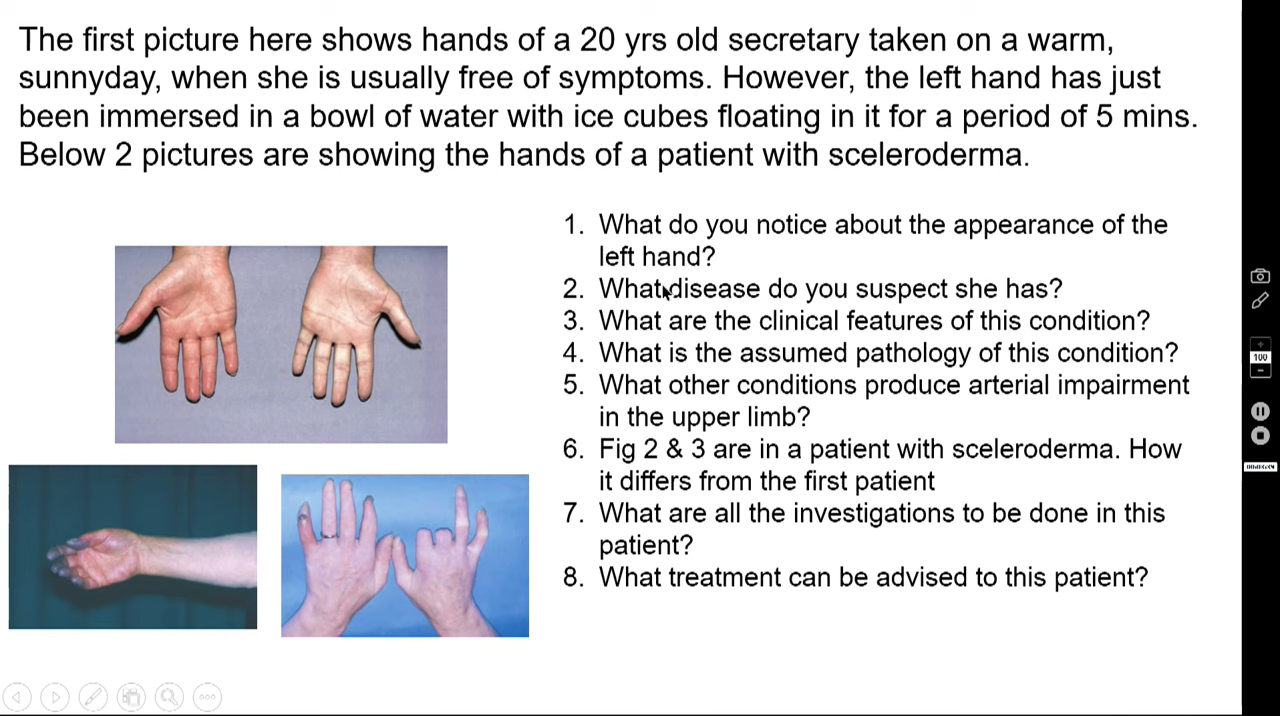 The first picture here shows hands of a 20 yrs old secretary taken on a warm,
sunnyday, when she is usually free of symptoms. However, the left hand has just
been immersed in a bowl of water with ice cubes floating in it for a period of 5 mins.
Below 2 pictures are showing the hands of a patient with sceleroderma.
1. What do you notice about the appearance of the
left hand?
2. What disease do you suspect she has?
3. What are the clinical features of this condition?
4. What is the assumed pathology of this condition?
5. What other conditions produce arterial impairment
in the upper limb?
6. Fig 2 & 3 are in a patient with sceleroderma. How
it differs from the first patient
7. What are all the investigations to be done in this
patient?
8. What treatment can be advised to this patient?
100